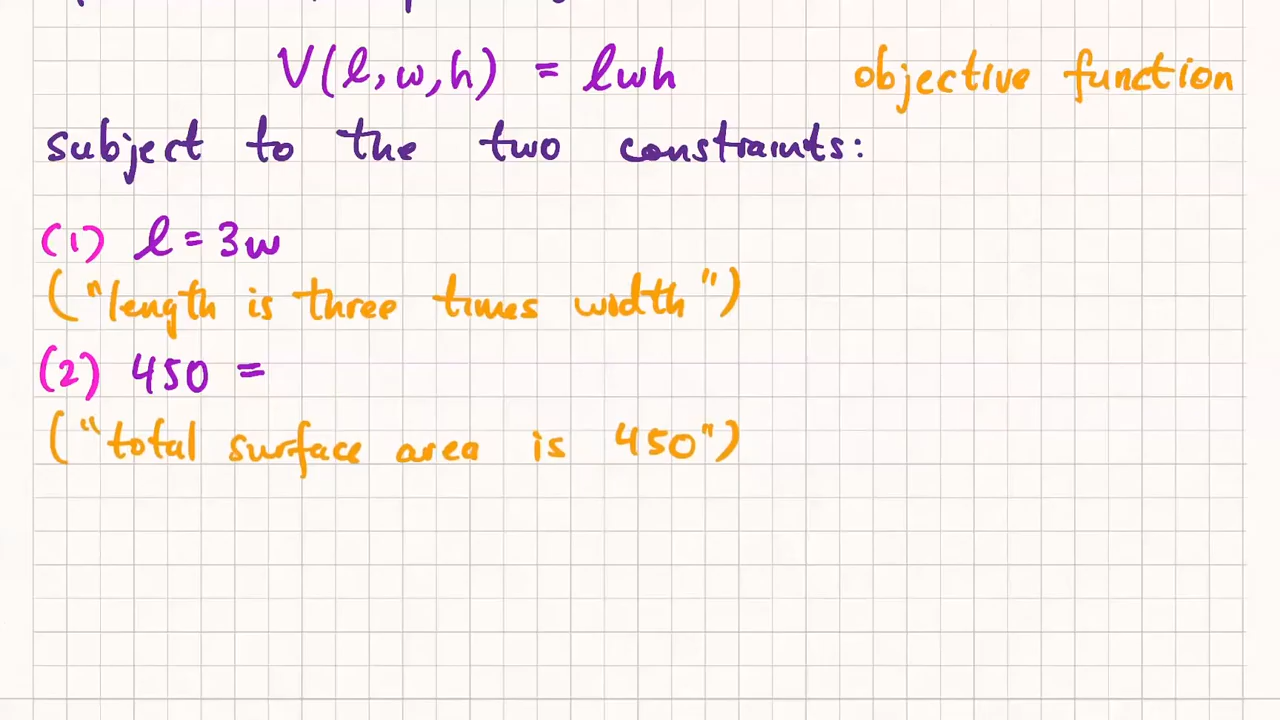 V(l,w,h) = lwh objective function
subject to the two constraints:
(1) l = 3w
("length is three times width")
(2) 450 =
("total surface area is 450")